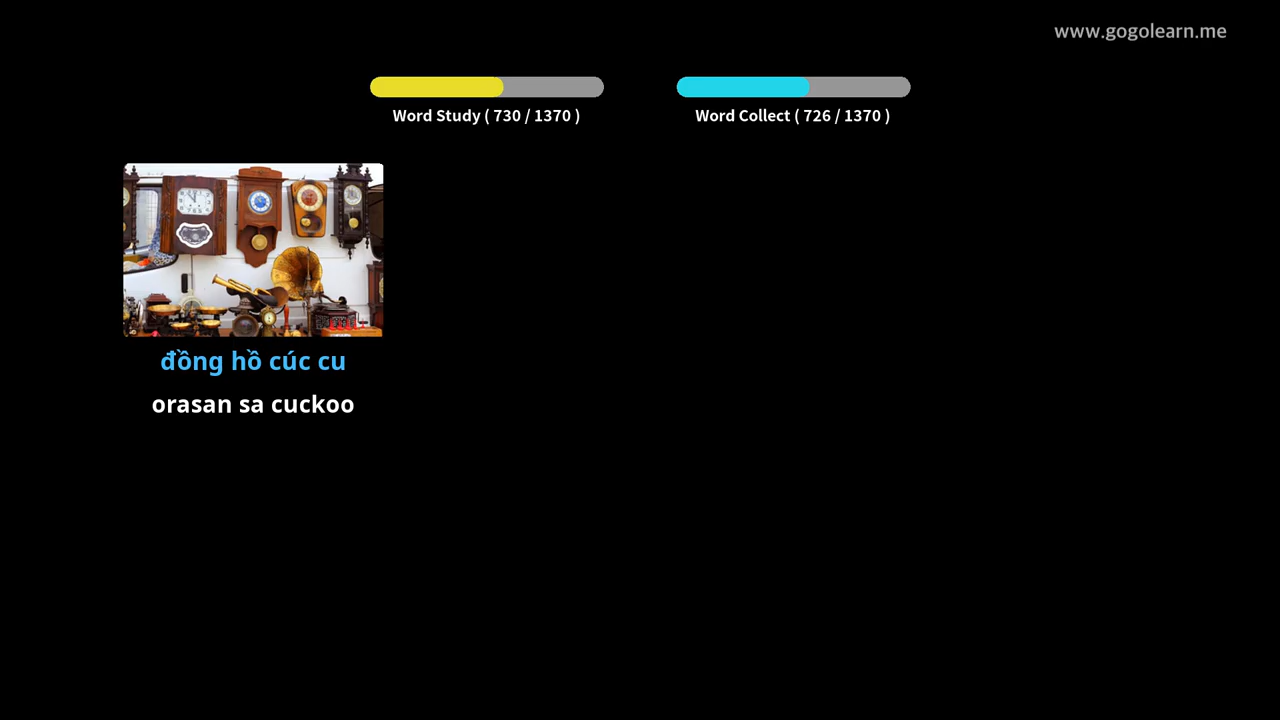 www.gogolearn.me
Word Study ( 730 / 1370 )
Word Collect ( 726 / 1370 )
đồng hồ cúc cu
orasan sa cuckoo